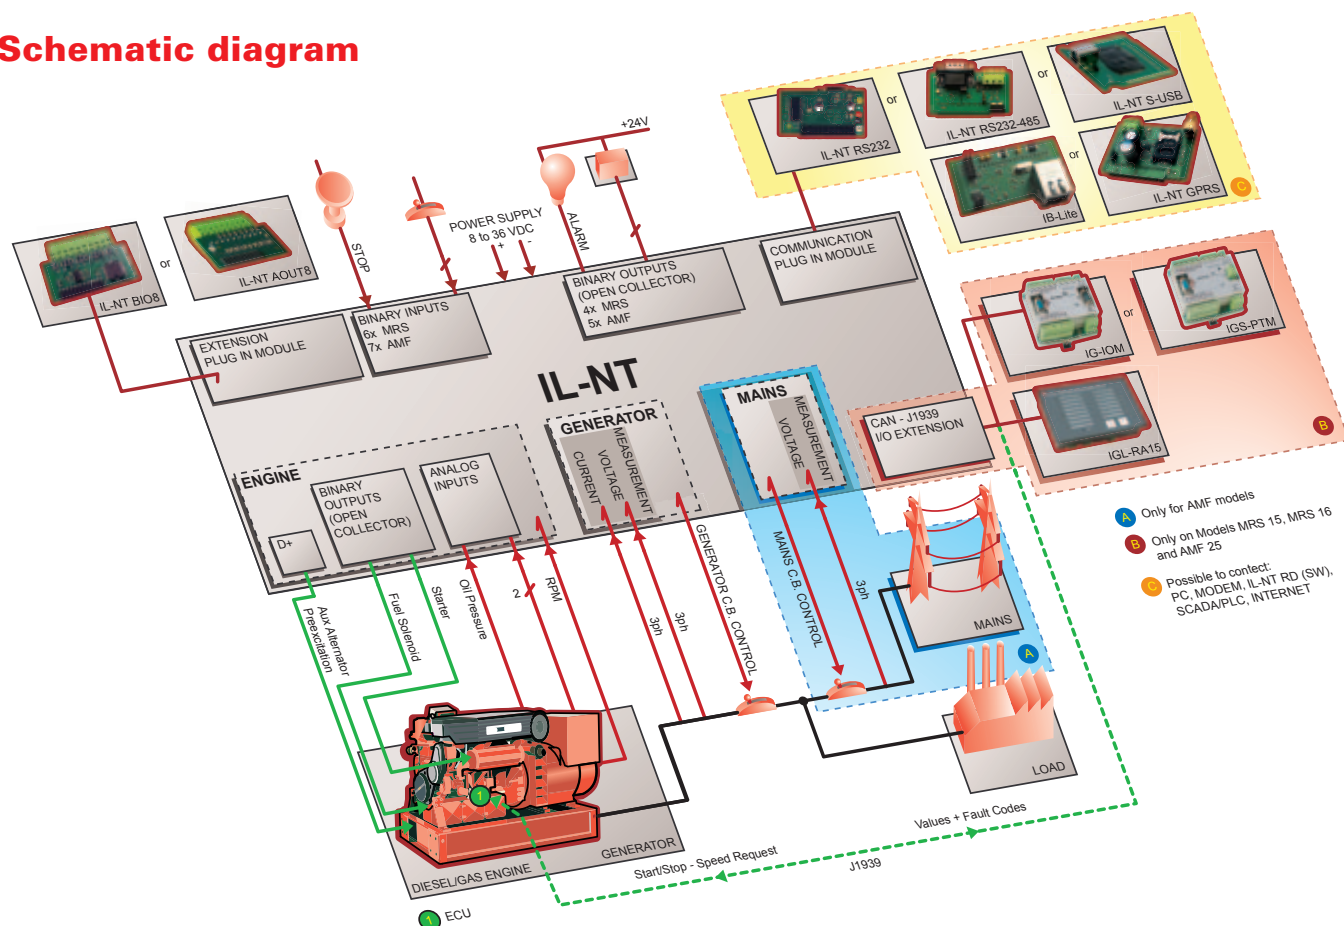 Schematic diagram
IL-NT RS232
or
IL-NT RS232-485
or
IL-NT S-USB
IB-Lite
or
IL-NT GPRS
C
+24V
ALARM
STOP
POWER SUPPLY
8 to 36 VDC
+ -
IL-NT BIO8
or
IL-NT AOUT8
EXTENSION
PLUG IN MODULE
BINARY INPUTS
6x MRS
7x AMF
BINARY OUTPUTS
(OPEN COLLECTOR)
4x MRS
5x AMF
COMMUNICATION
PLUG IN MODULE
IL-NT
IG-IOM
or
IGS-PTM
IGL-RA15
B
CAN - J1939
I/O EXTENSION
MAINS
VOLTAGE
MEASUREMENT
GENERATOR
CURRENT
VOLTAGE
MEASUREMENT
ENGINE
D+
BINARY
OUTPUTS
(OPEN
COLLECTOR)
ANALOG
INPUTS
Aux Alternator
Preexcitation
Fuel Solenoid
Starter
Oil Pressure
2
RPM
3ph
3ph
GENERATOR C.B. CONTROL
MAINS C.B. CONTROL
3ph
MAINS
A
LOAD
A Only for AMF models
B Only on Models MRS 15, MRS 16
and AMF 25
C Possible to contect:
PC, MODEM, IL-NT RD (SW),
SCADA/PLC, INTERNET
1
DIESEL/GAS ENGINE
GENERATOR
Start/Stop - Speed Request
J1939
Values + Fault Codes
1 ECU